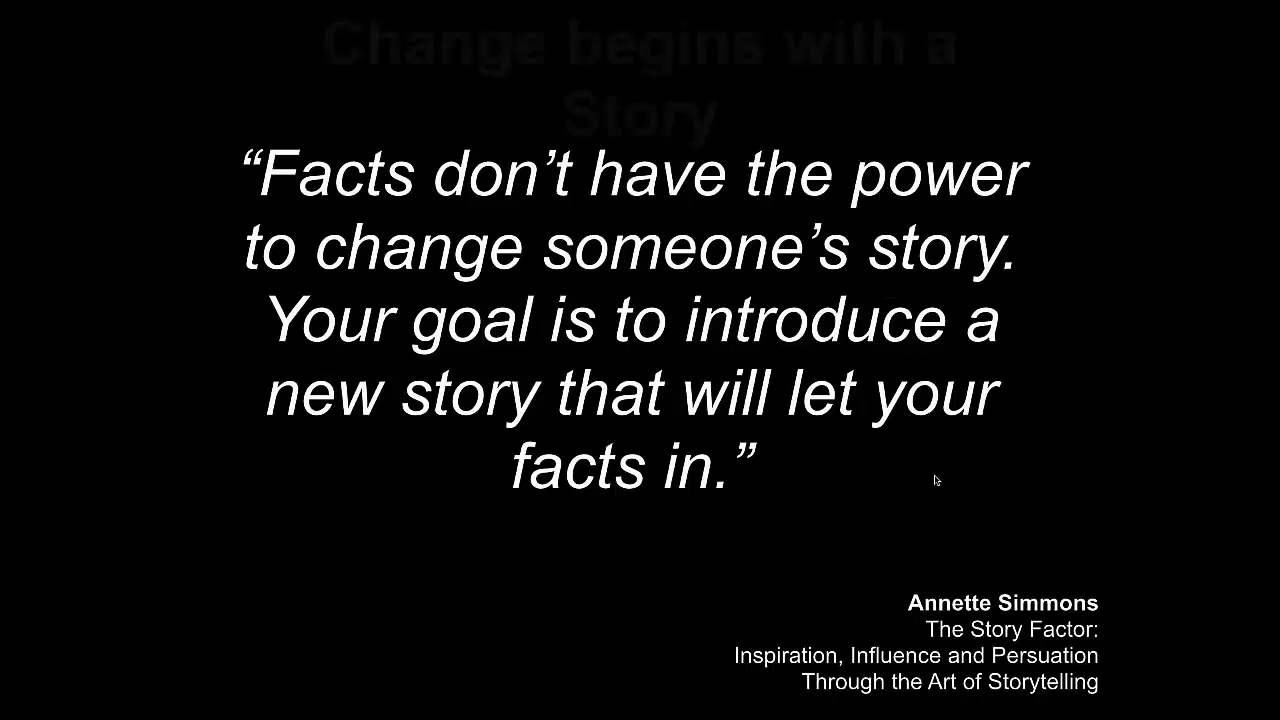 Change begins with a
Story
“Facts don’t have the power
to change someone’s story.
Your goal is to introduce a
new story that will let your
facts in.”
Annette Simmons
The Story Factor:
Inspiration, Influence and Persuation
Through the Art of Storytelling